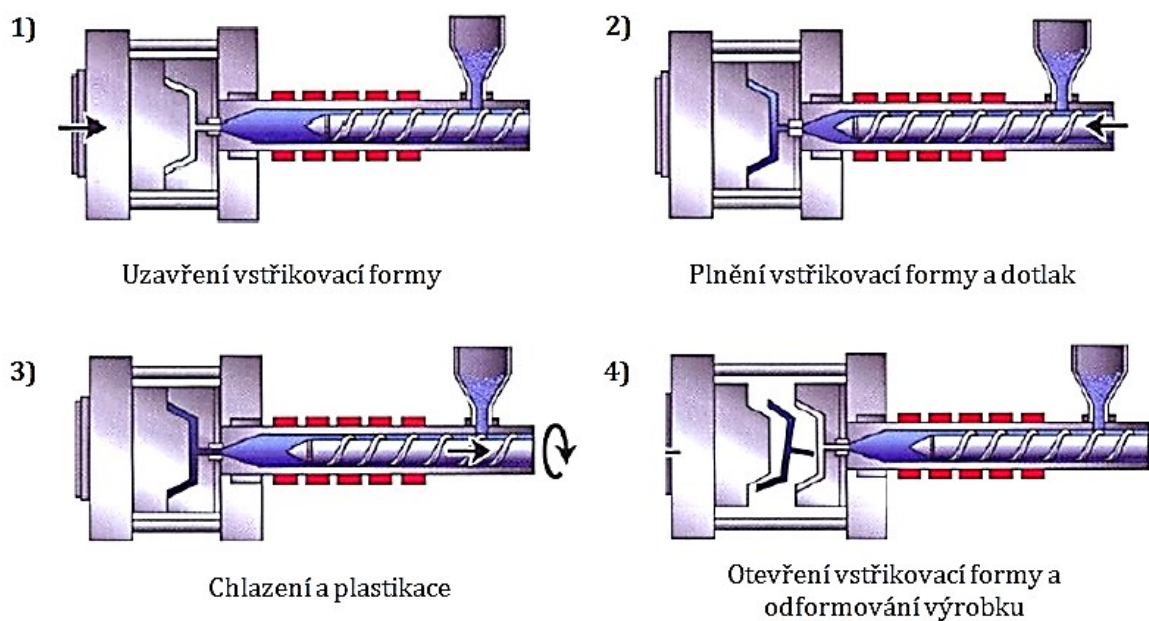 1)
2)
Uzavření vstřikovací formy
Plnění vstřikovací formy a dotlak
3)
4)
Chlazení a plastikace
Otevření vstřikovací formy a
odformování výrobku